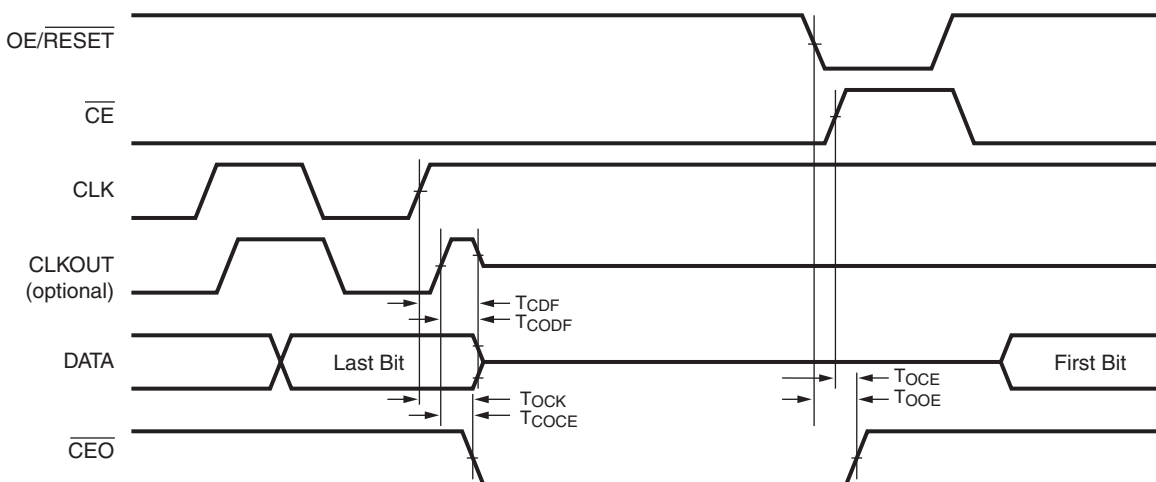 OE/RESET
CE
CLK
CLKOUT
(optional)
TCDF
TCODF
DATA
Last Bit
First Bit
TOCE
TOOE
TOCK
TCOCE
CEO